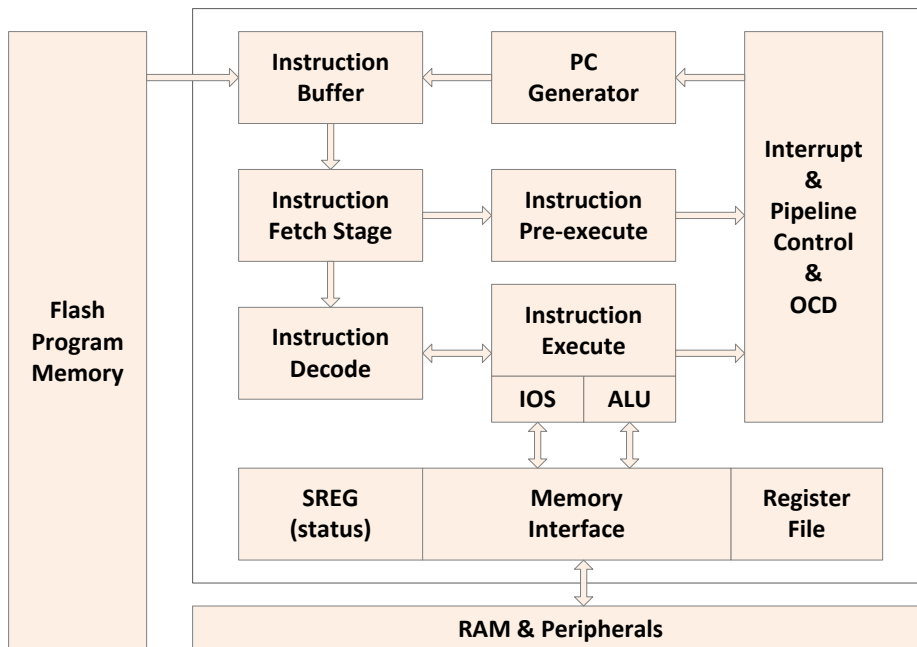 Flash
Program
Memory
Instruction
Buffer
PC
Generator
Interrupt
&
Pipeline
Control
&
OCD
Instruction
Fetch Stage
Instruction
Pre-execute
Instruction
Decode
Instruction
Execute
IOS
ALU
SREG
(status)
Memory
Interface
Register
File
RAM & Peripherals